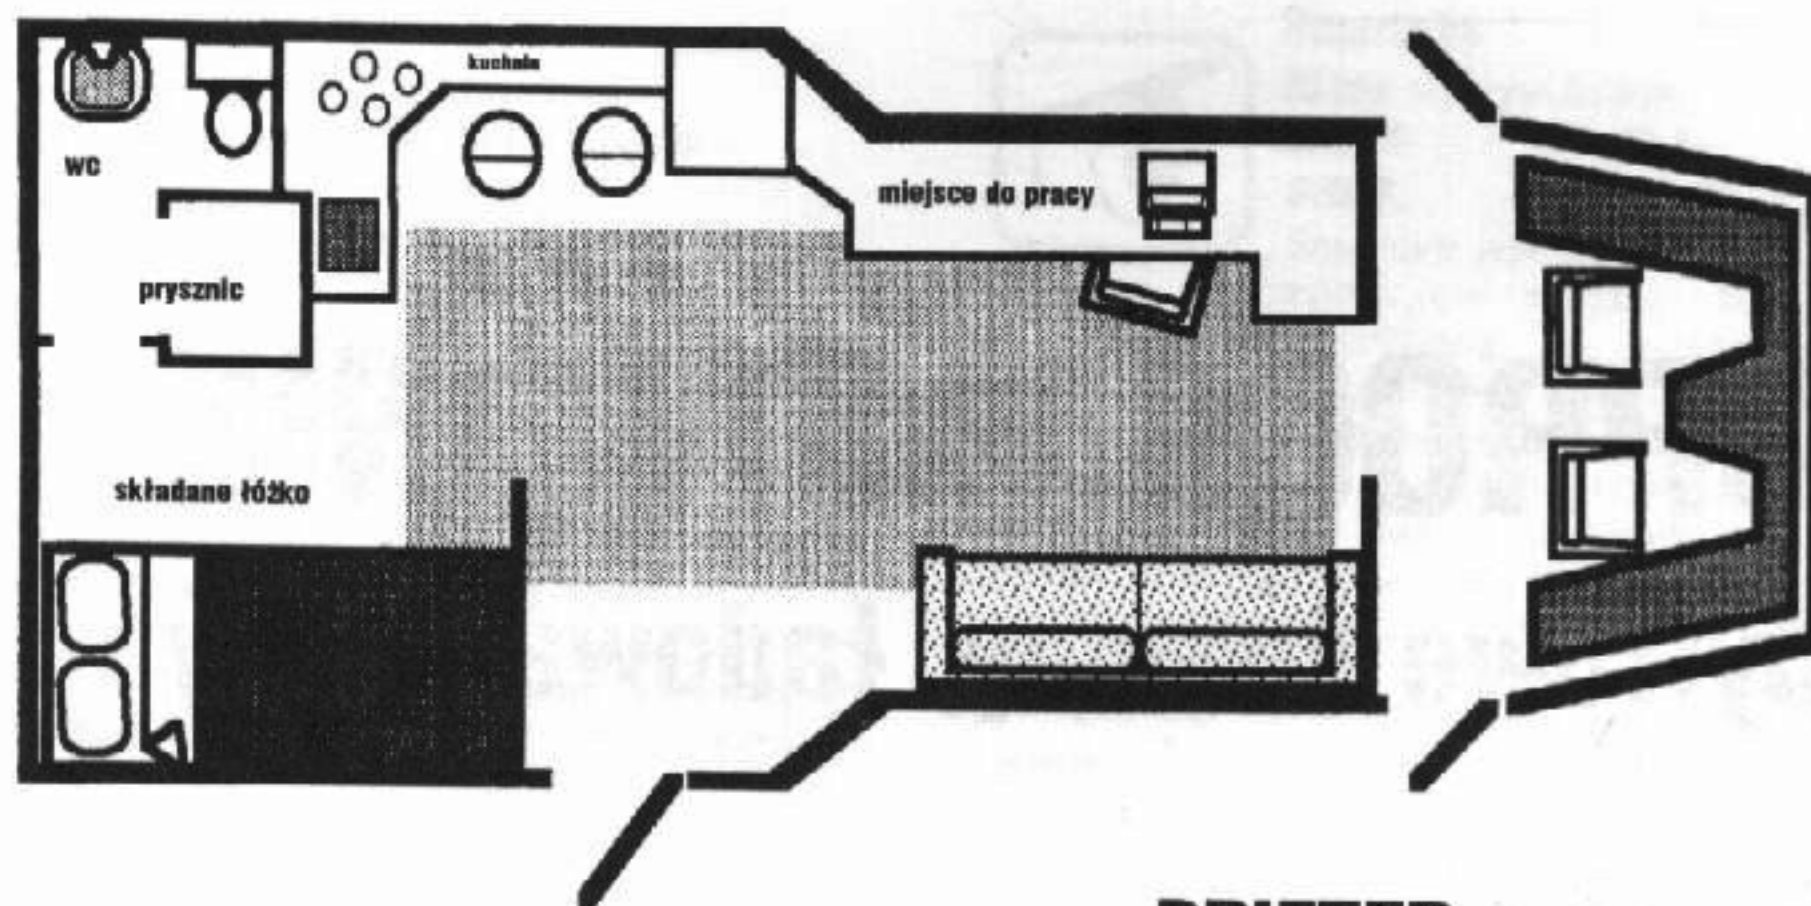 kuchnia
wc
miejsce do pracy
prysznic
składane łóżko